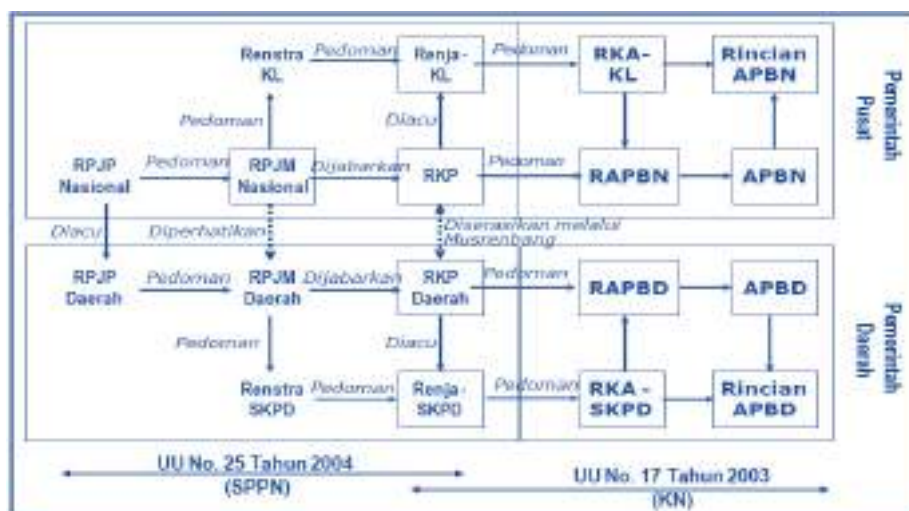 Renstra Pedoman Renja- Pedoman RKA- Rincian
KL KL KL APBN
Pedoman Diacu
RPJP Pedoman RPJM Dijabarkan RKP Pedoman RAPBN APBN
Nasional Nasional
Pemerintah
Pusat
Diacu Diperhatikan Diserasikan melalui
Musrenbang
RPJP Pedoman RPJM Dijabarkan RKP Pedoman RAPBD APBD
Daerah Daerah Daerah
Pedoman Diacu
Renstra Pedoman Renja- Pedoman RKA - Rincian
SKPD SKPD SKPD APBD
Pemerintah
Daerah
UU No. 25 Tahun 2004
(SPPN)
UU No. 17 Tahun 2003
(KN)